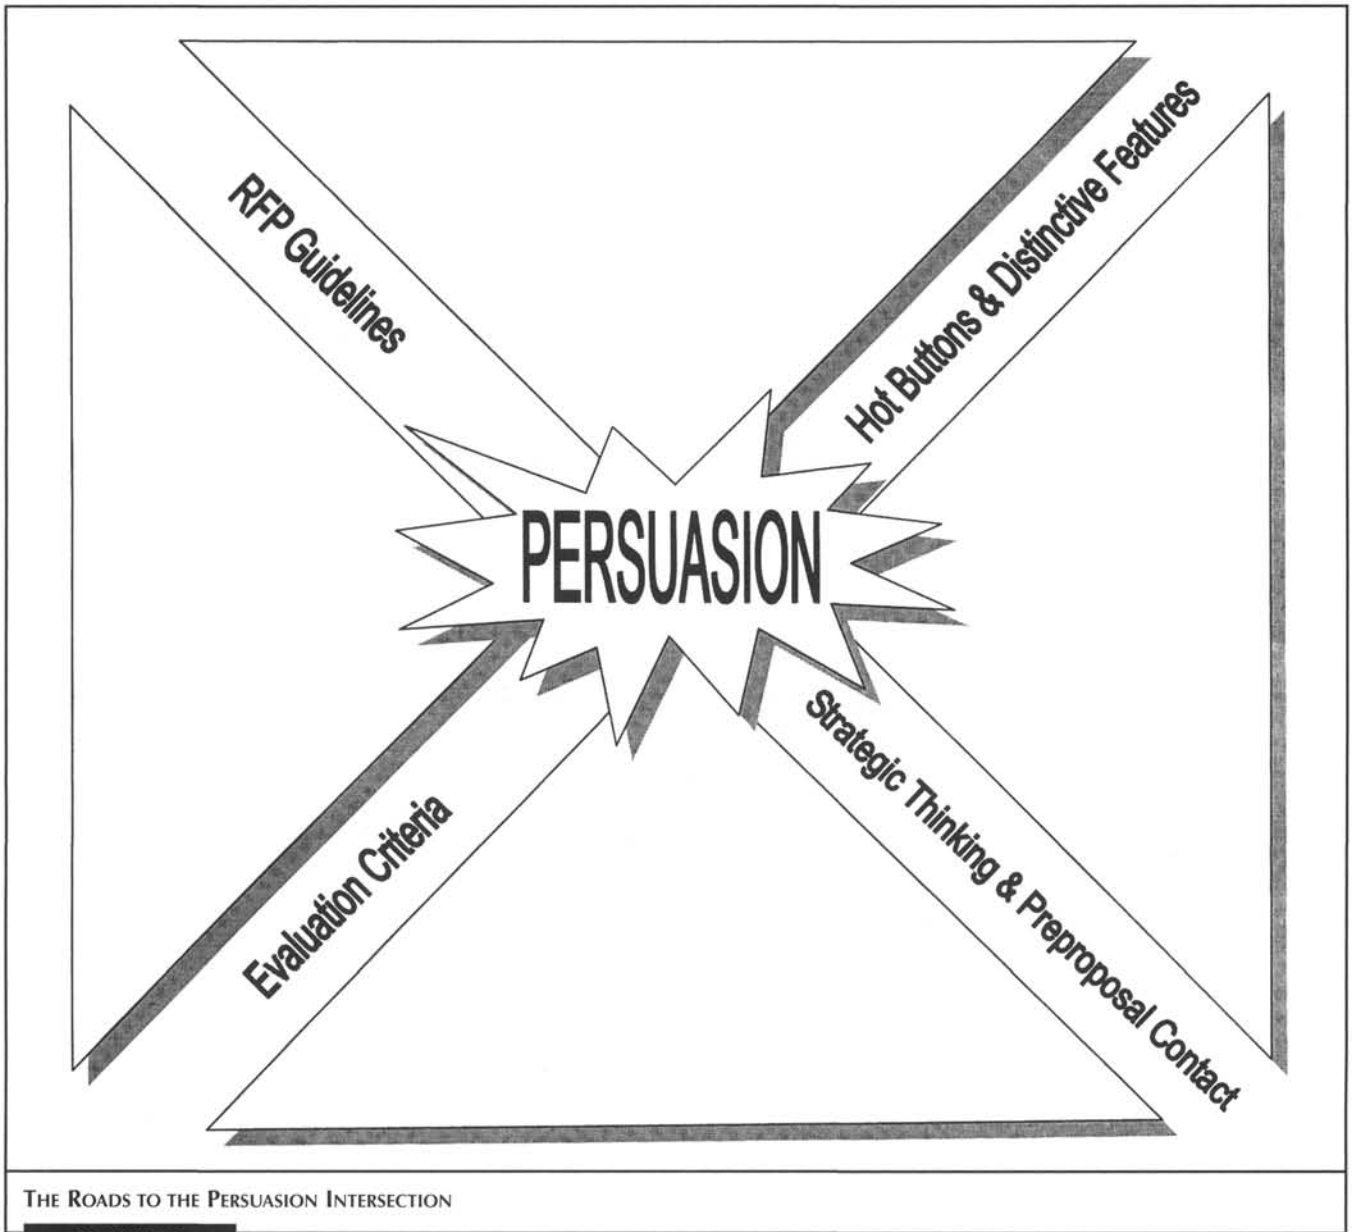 RFP Guidelines
Hot Buttons & Distinctive Features
PERSUASION
Evaluation Criteria
Strategic Thinking & Preproposal Contact
THE ROADS TO THE PERSUASION INTERSECTION